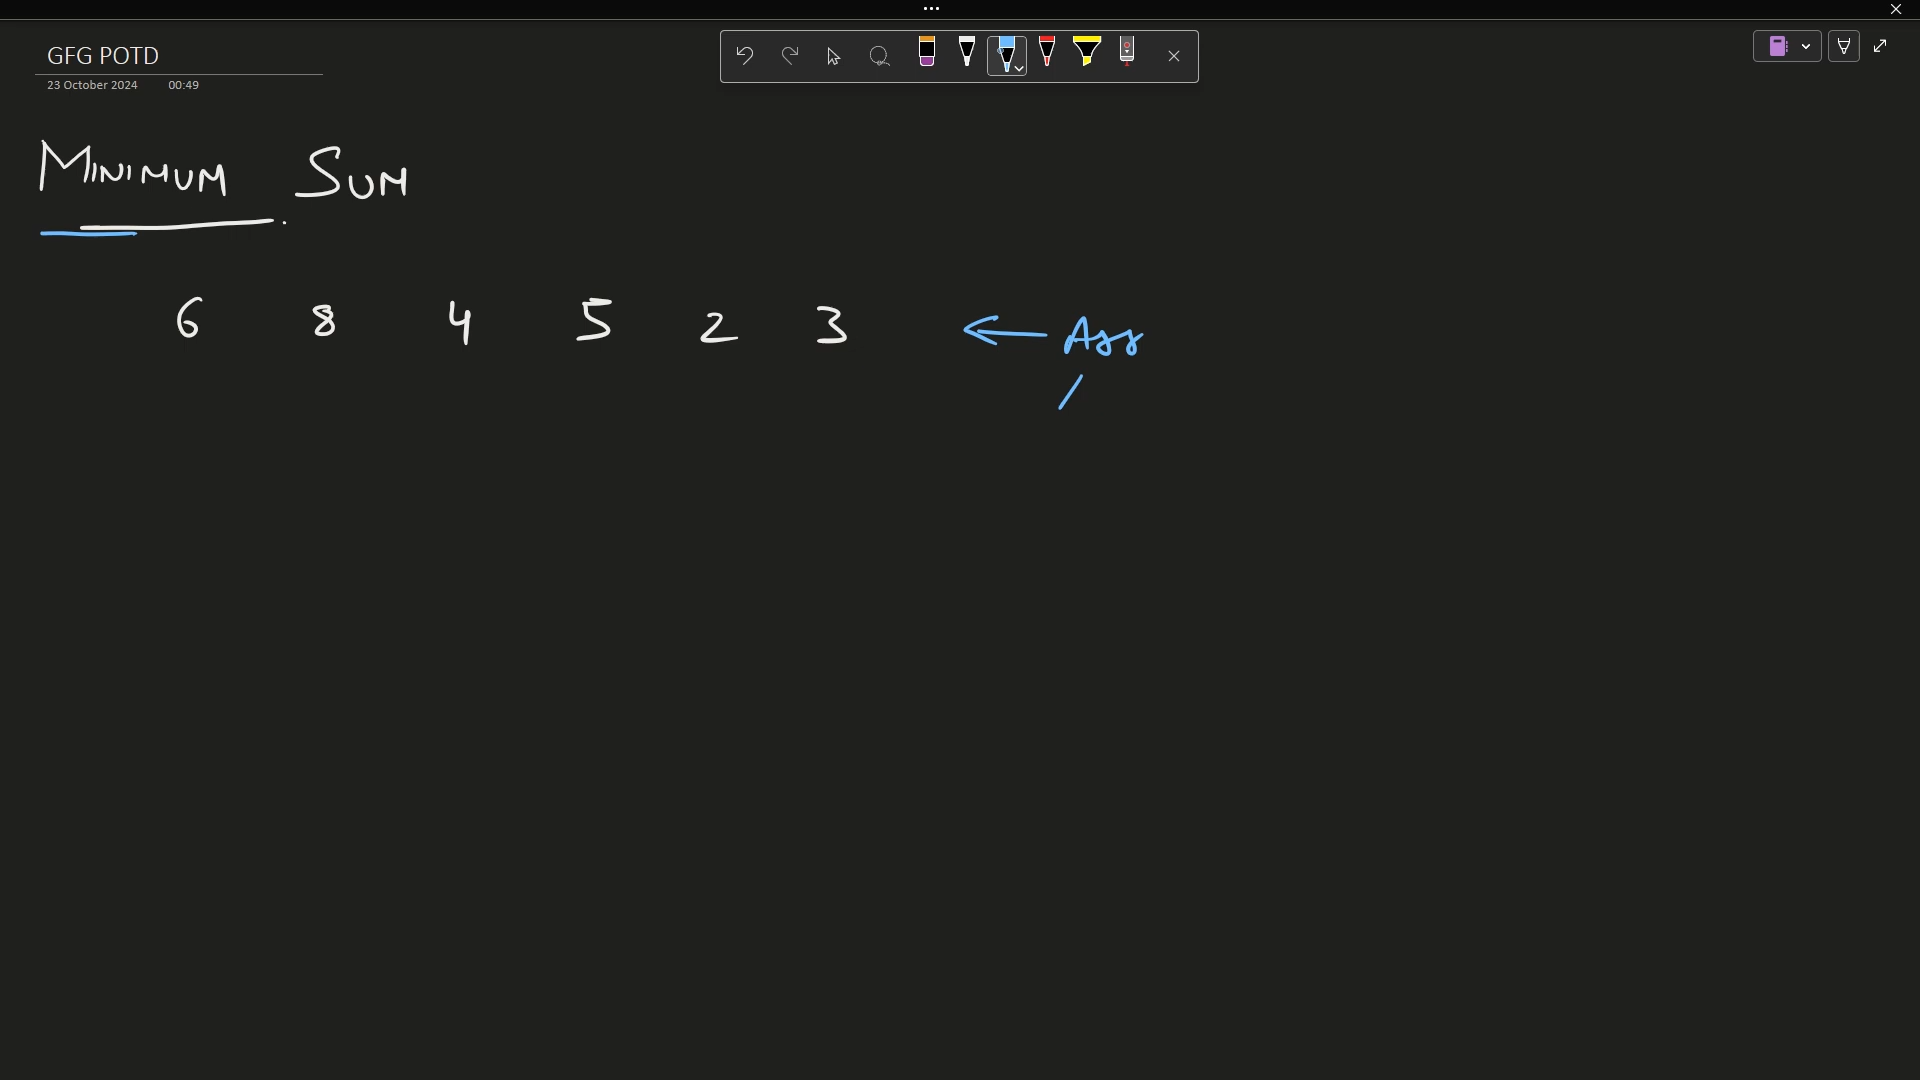 GFG POTD
23 October 2024 00:49
MINIMUM SUM
6 8 4 5 2 3 ← Arr